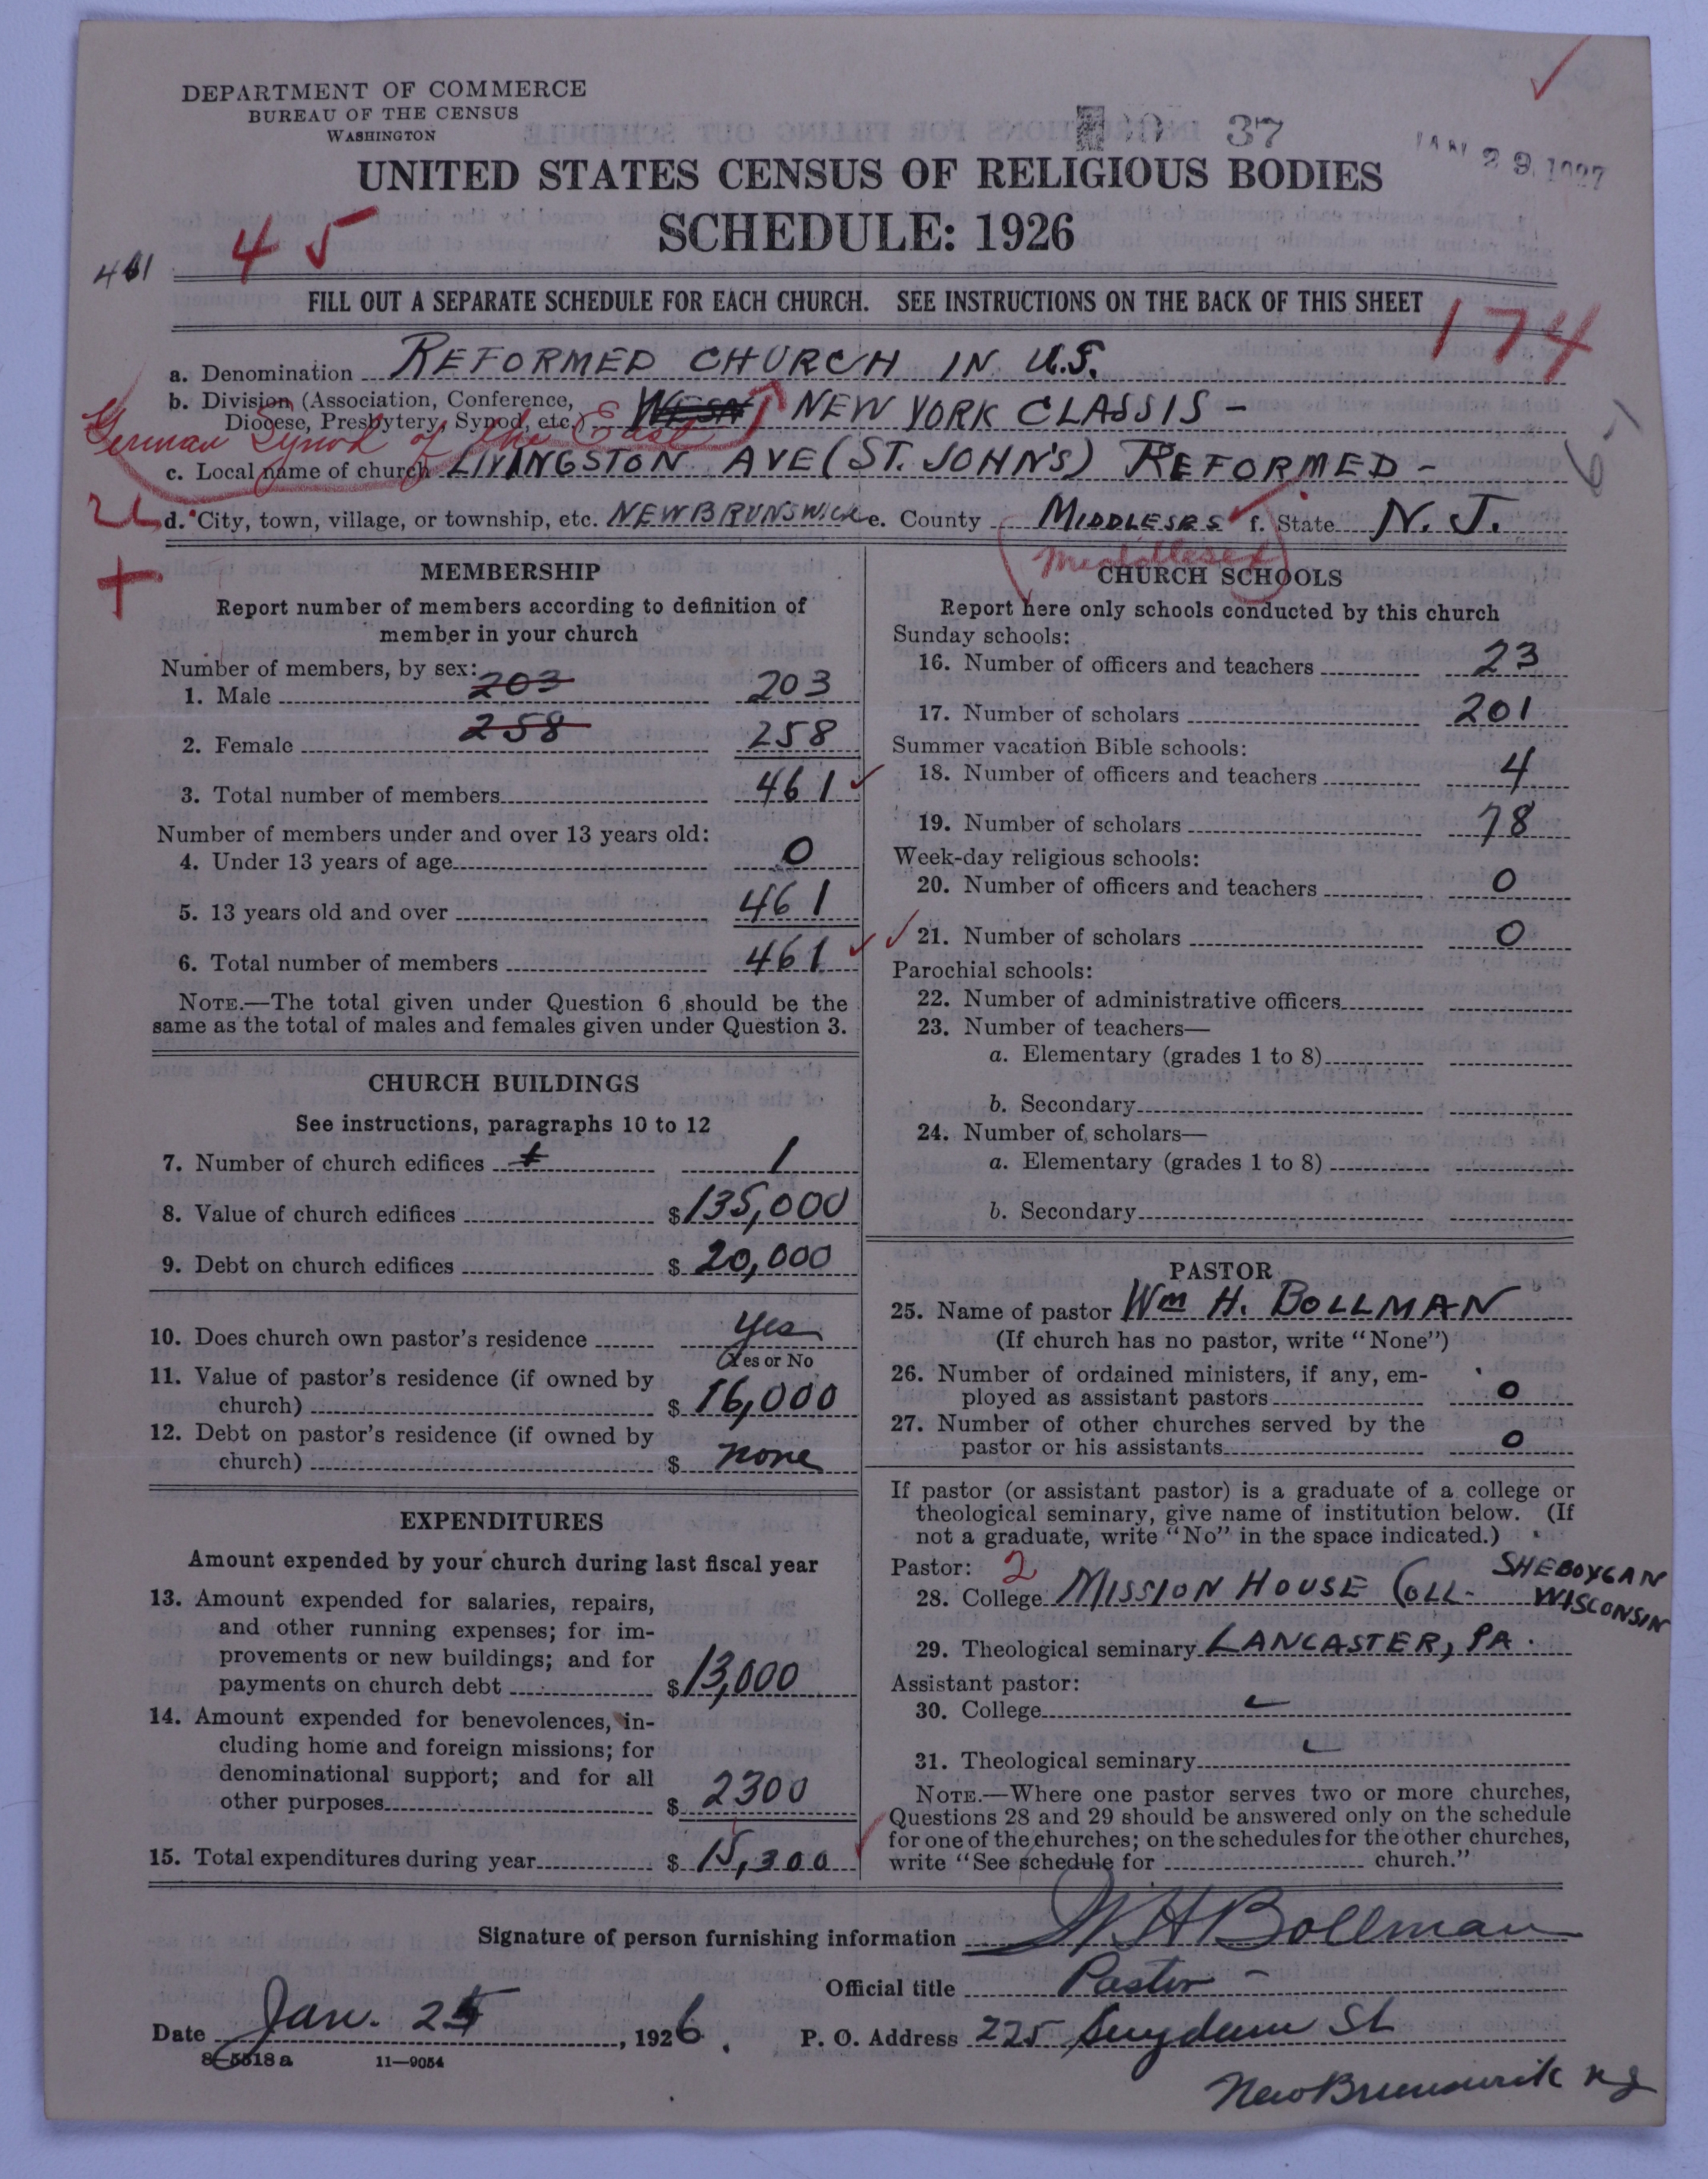 DEPARTMENT OF COMMERCE
BUREAU OF THE CENSUS
WASHINGTON
37
JAN 29 1927
UNITED STATES CENSUS OF RELIGIOUS BODIES
SCHEDULE: 1926
461
45
FILL OUT A SEPARATE SCHEDULE FOR EACH CHURCH. SEE INSTRUCTIONS ON THE BACK OF THIS SHEET
174
a. Denomination REFORMED CHURCH IN U.S.
b. Division (Association, Conference,
Diocese, Presbytery, Synod, etc.) NEW YORK CLASSIS -
German Synod of the East
c. Local name of church LIVINGSTON AVE (ST. JOHN'S) REFORMED -
d. City, town, village, or township, etc. NEW BRUNSWICK e. County MIDDLESRS f. State N. J.
Middlesex
MEMBERSHIP
Report number of members according to definition of
member in your church
Number of members, by sex:
1. Male 203 203
2. Female 258 258
3. Total number of members 461
Number of members under and over 13 years old:
4. Under 13 years of age 0
5. 13 years old and over 461
6. Total number of members 461
NOTE.—The total given under Question 6 should be the
same as the total of males and females given under Question 3.
CHURCH BUILDINGS
See instructions, paragraphs 10 to 12
7. Number of church edifices 1 1
8. Value of church edifices $135,000
9. Debt on church edifices $ 20,000
10. Does church own pastor's residence Yes
Yes or No
11. Value of pastor's residence (if owned by
church) $ 16,000
12. Debt on pastor's residence (if owned by
church) $ none
EXPENDITURES
Amount expended by your church during last fiscal year
13. Amount expended for salaries, repairs,
and other running expenses; for im-
provements or new buildings; and for
payments on church debt $13,000
14. Amount expended for benevolences, in-
cluding home and foreign missions; for
denominational support; and for all
other purposes $ 2300
15. Total expenditures during year $ 15,300
CHURCH SCHOOLS
Report here only schools conducted by this church
Sunday schools:
16. Number of officers and teachers 23
17. Number of scholars 201
Summer vacation Bible schools:
18. Number of officers and teachers 4
19. Number of scholars 78
Week-day religious schools:
20. Number of officers and teachers 0
21. Number of scholars 0
Parochial schools:
22. Number of administrative officers
23. Number of teachers—
a. Elementary (grades 1 to 8)
b. Secondary
24. Number of scholars—
a. Elementary (grades 1 to 8)
b. Secondary
PASTOR
25. Name of pastor Wm H. BOLLMAN
(If church has no pastor, write "None")
26. Number of ordained ministers, if any, em-
ployed as assistant pastors 0
27. Number of other churches served by the
pastor or his assistants 0
If pastor (or assistant pastor) is a graduate of a college or
theological seminary, give name of institution below. (If
not a graduate, write "No" in the space indicated.)
Pastor: 2
28. College MISSION HOUSE COLL- SHEBOYGAN
WISCONSIN
29. Theological seminary LANCASTER, PA.
Assistant pastor:
30. College
31. Theological seminary
NOTE.—Where one pastor serves two or more churches,
Questions 28 and 29 should be answered only on the schedule
for one of the churches; on the schedules for the other churches,
write "See schedule for church."
Signature of person furnishing information W H Bollman
Official title Pastor -
Date Jan. 25, 1926. P. O. Address 225 Suydam St
8-5518 a 11-9054
New Brunswick NJ